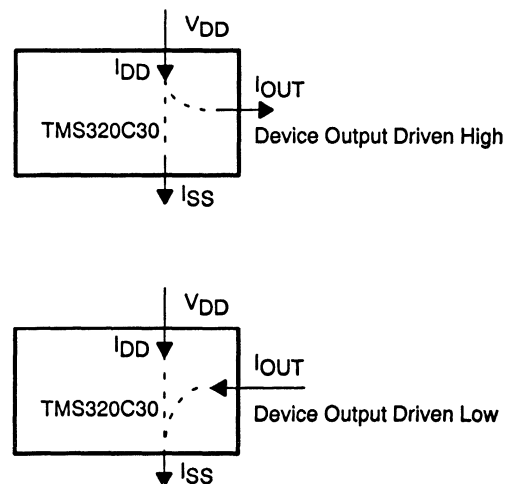 VDD
IDD
IOUT
TMS320C30
Device Output Driven High
ISS
VDD
IDD
IOUT
TMS320C30
Device Output Driven Low
ISS